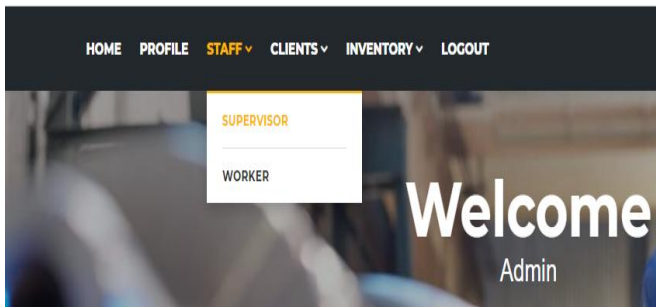 HOME PROFILE STAFF CLIENTS INVENTORY LOGOUT
SUPERVISOR
WORKER
Welcome
Admin